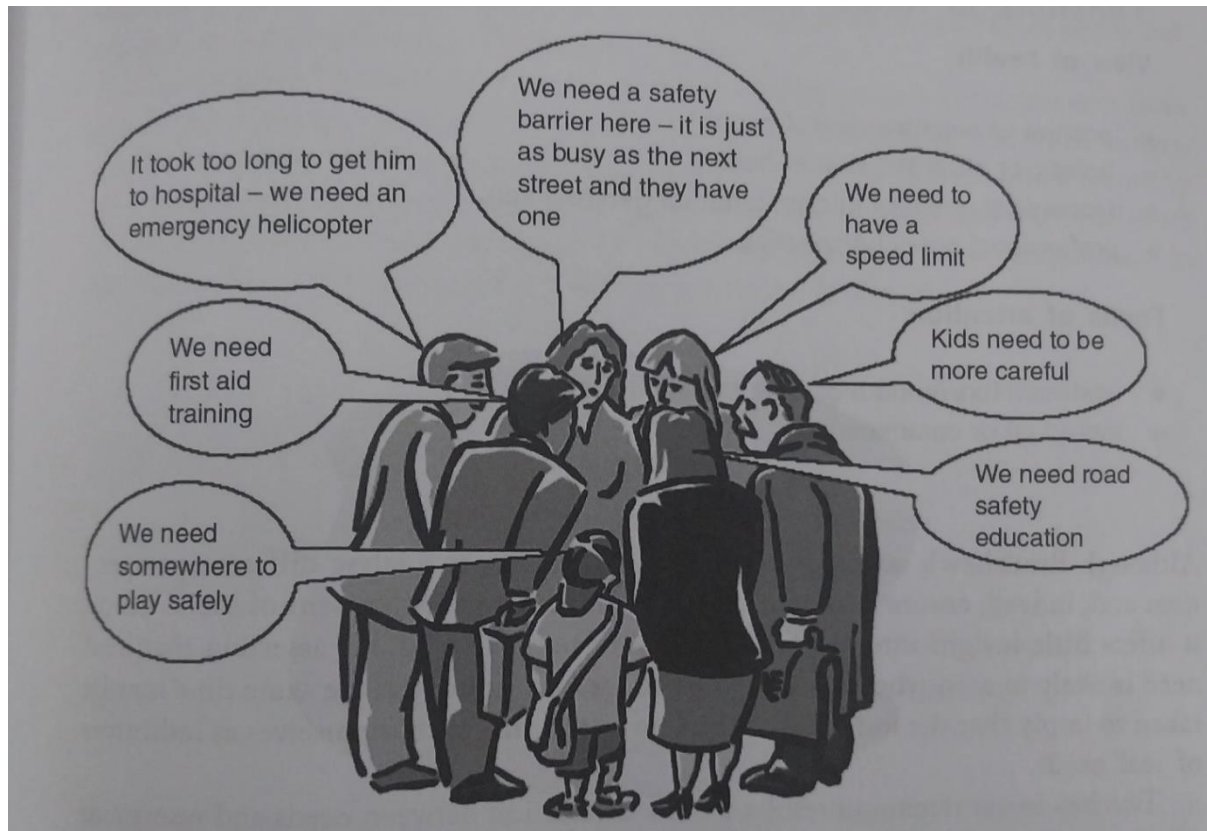 We need a safety
barrier here – it is just
as busy as the next
street and they have
one
It took too long to get him
to hospital – we need an
emergency helicopter
We need to
have a
speed limit
We need
first aid
training
Kids need to be
more careful
We need road
safety
education
We need
somewhere to
play safely